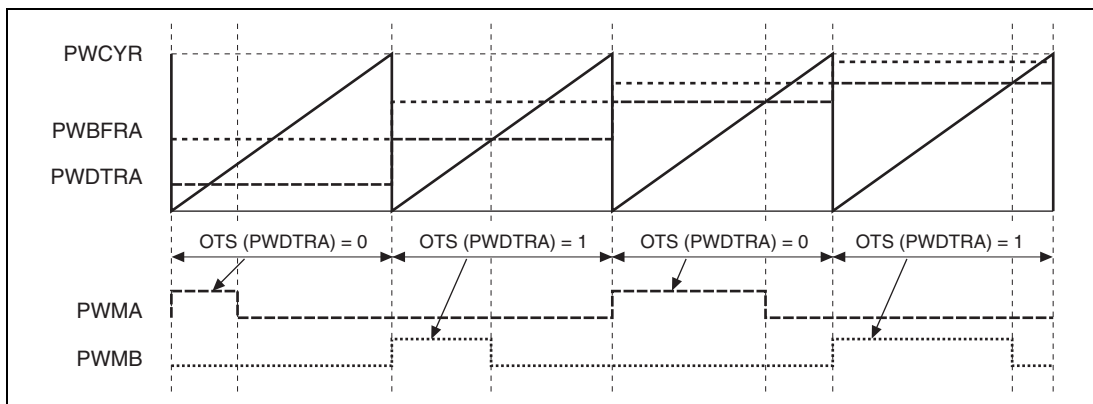 PWCYR
PWBFRA
PWDTRA
OTS (PWDTRA) = 0 OTS (PWDTRA) = 1 OTS (PWDTRA) = 0 OTS (PWDTRA) = 1
PWMA
PWMB